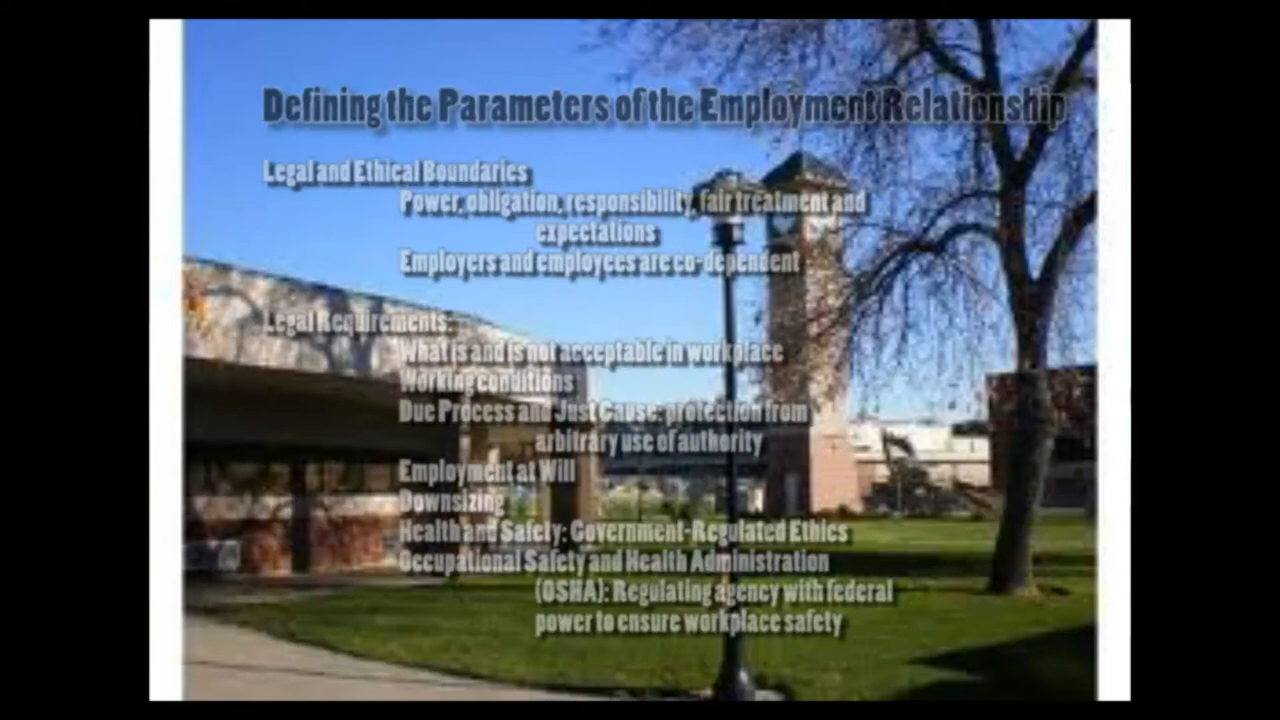 Defining the Parameters of the Employment Relationship
Legal and Ethical Boundaries
Power, obligation, responsibility, fair treatment and
expectations
Employers and employees are co-dependent
Legal Requirements:
What is and is not acceptable in workplace
Working conditions
Due Process and Just Cause: protection from
arbitrary use of authority
Employment at Will
Downsizing
Health and Safety: Government-Regulated Ethics
Occupational Safety and Health Administration
(OSHA): Regulating agency with federal
power to ensure workplace safety